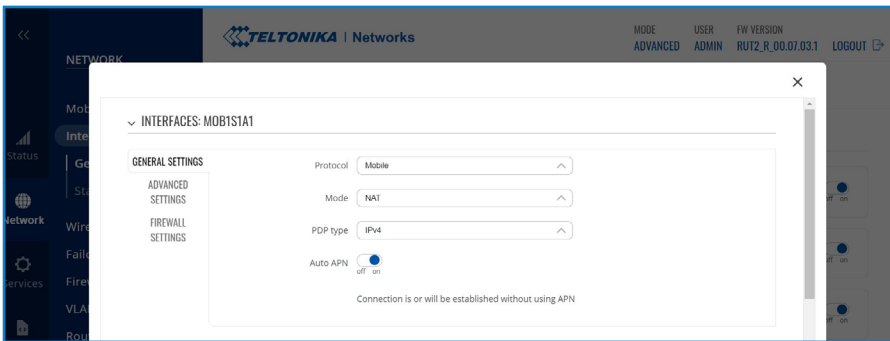 TELTONIKA | Networks
MODE USER FW VERSION
ADVANCED ADMIN RUT2_R_00.07.03.1 LOGOUT
NETWORK
Mob
Inte
Ge
Sta
Wire
Failo
Firew
VLA
Rou
Status
Network
Services
INTERFACES: MOB1S1A1
GENERAL SETTINGS
ADVANCED
SETTINGS
FIREWALL
SETTINGS
Protocol Mobile
Mode NAT
PDP type IPv4
Auto APN
off on
Connection is or will be established without using APN
off on
off on
off on